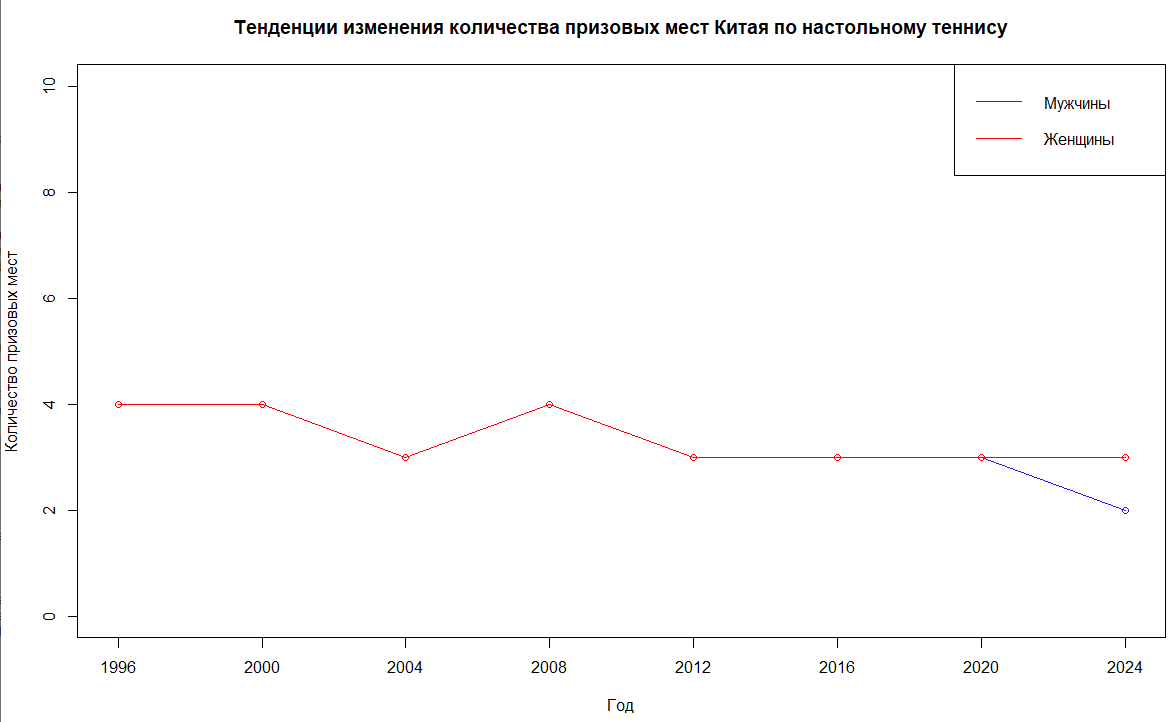 Тенденции изменения количества призовых мест Китая по настольному теннису
Мужчины
Женщины
Количество призовых мест
10
8
6
4
2
0
1996 2000 2004 2008 2012 2016 2020 2024
Год